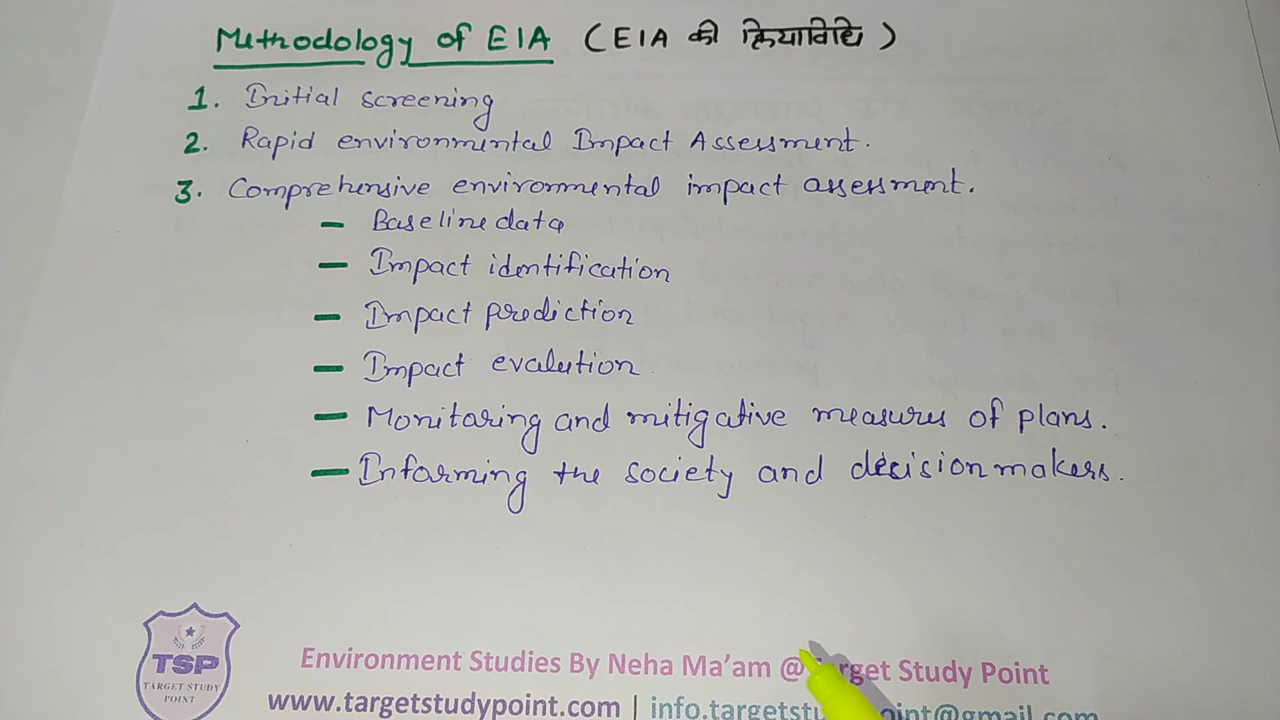 Methodology of EIA (EIA की क्रियाविधि)
1. Initial screening
2. Rapid environmental Impact Assessment.
3. Comprehensive environmental impact assessment.
- Baseline data
- Impact identification
- Impact prediction
- Impact evalution
- Monitoring and mitigative measures of plans.
- Informing the society and decision makers.
TSP
TARGET STUDY
POINT
Environment Studies By Neha Ma'am @ Study Point
www.targetstudypoint.com |